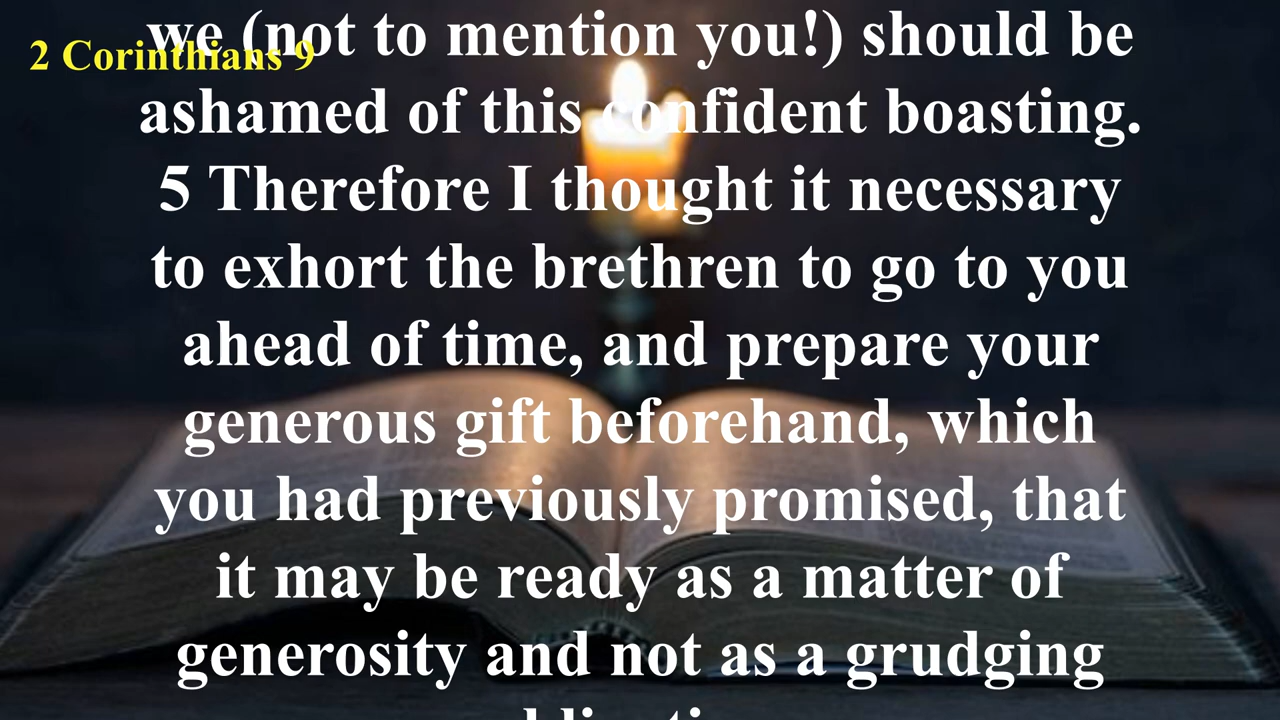 we (not to mention you!) should be
2 Corinthians 9
ashamed of this confident boasting.
5 Therefore I thought it necessary
to exhort the brethren to go to you
ahead of time, and prepare your
generous gift beforehand, which
you had previously promised, that
it may be ready as a matter of
generosity and not as a grudging